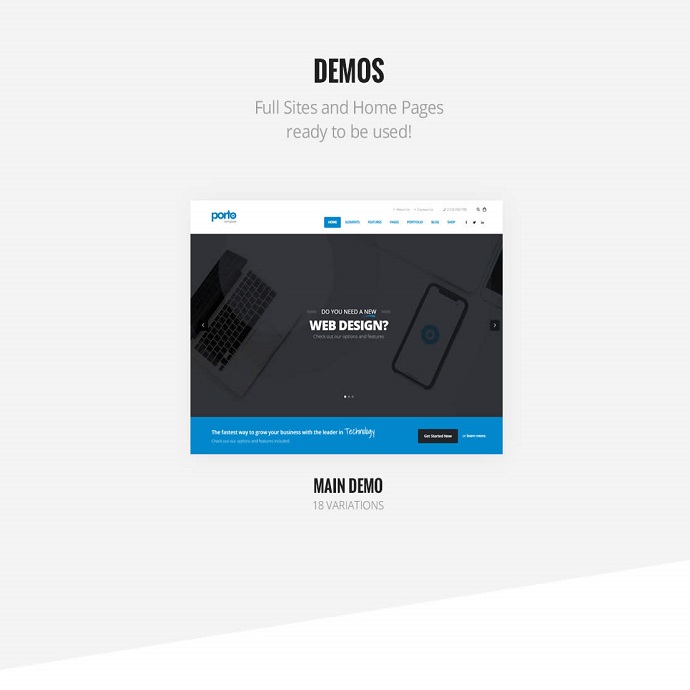 DEMOS
Full Sites and Home Pages
ready to be used!
porto
HOME ELEMENTS FEATURES PAGES PORTFOLIO BLOG SHOP
DO YOU NEED A NEW
WEB DESIGN?
Check out our options and features
The fastest way to grow your business with the leader in Technology
Check out our options and features included.
Get Started Now
or learn more.
MAIN DEMO
18 VARIATIONS